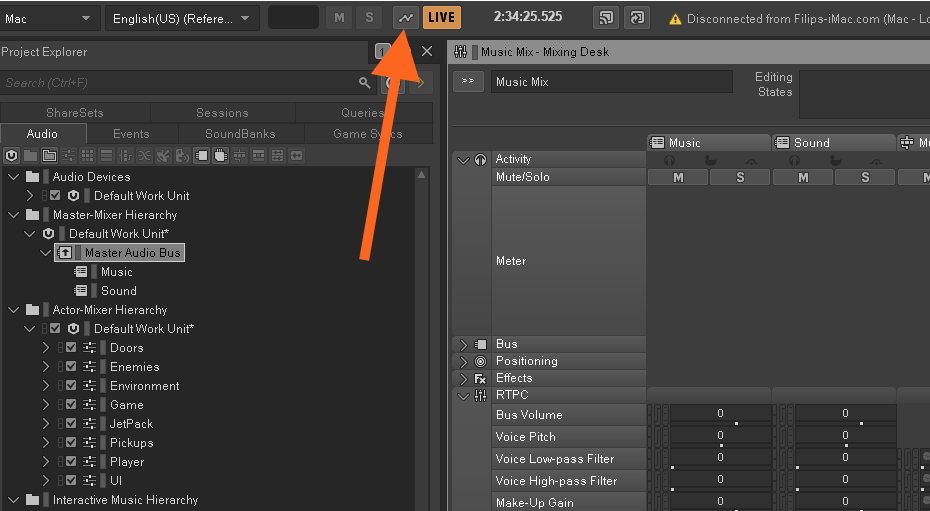 Mac English(US) (Refere... M S LIVE 2:34:25.525 Disconnected from Filips-iMac.com (Mac - Lo
Project Explorer 1
Music Mix - Mixing Desk
Search (Ctrl+F)
>> Music Mix Editing States
ShareSets Sessions Queries
Audio Events SoundBanks Game Syncs
Music Sound M
Audio Devices
Default Work Unit
Master-Mixer Hierarchy
Default Work Unit*
Master Audio Bus
Music
Sound
Actor-Mixer Hierarchy
Default Work Unit*
Doors
Enemies
Environment
Game
JetPack
Pickups
Player
UI
Interactive Music Hierarchy
Activity
Mute/Solo M S M S M
Meter
Bus
Positioning
Fx Effects
RTPC
Bus Volume 0 0
Voice Pitch 0 0
Voice Low-pass Filter 0 0
Voice High-pass Filter 0 0
Make-Up Gain 0 0